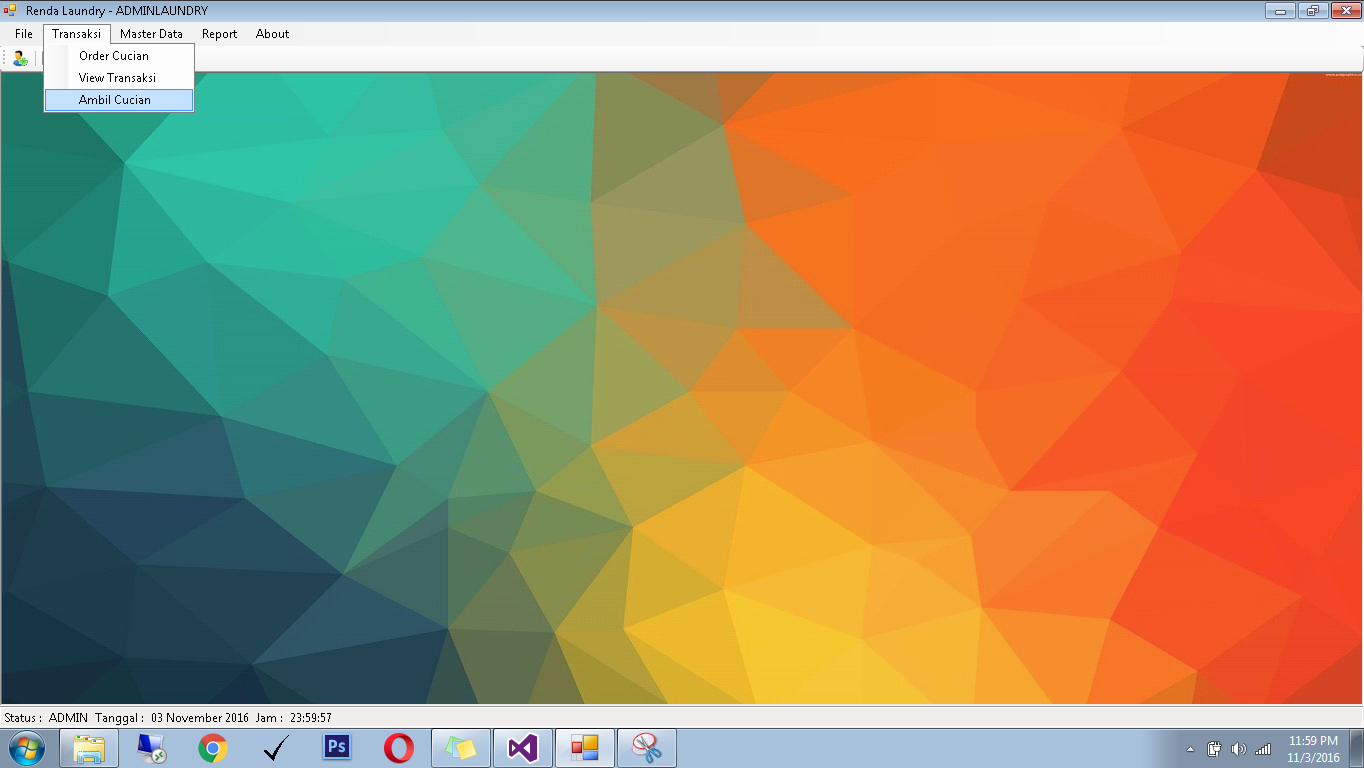 Renda Laundry - ADMINLAUNDRY
File Transaksi Master Data Report About
Order Cucian
View Transaksi
Ambil Cucian
Status : ADMIN Tanggal : 03 November 2016 Jam : 23:59:57
Ps
11:59 PM
11/3/2016